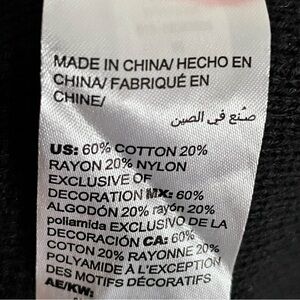 MADE IN CHINA/ HECHO EN
CHINA/ FABRIQUÉ EN
CHINE/
صنع في الصين
US: 60% COTTON 20%
RAYON 20% NYLON
EXCLUSIVE OF
DECORATION MX: 60%
ALGODÓN 20% rayón 20%
poliamida EXCLUSIVO DE LA
DECORACIÓN CA: 60%
COTON 20% RAYONNE 20%
POLYAMIDE À L'EXCEPTION
DES MOTIFS DÉCORATIFS
AE/KW: